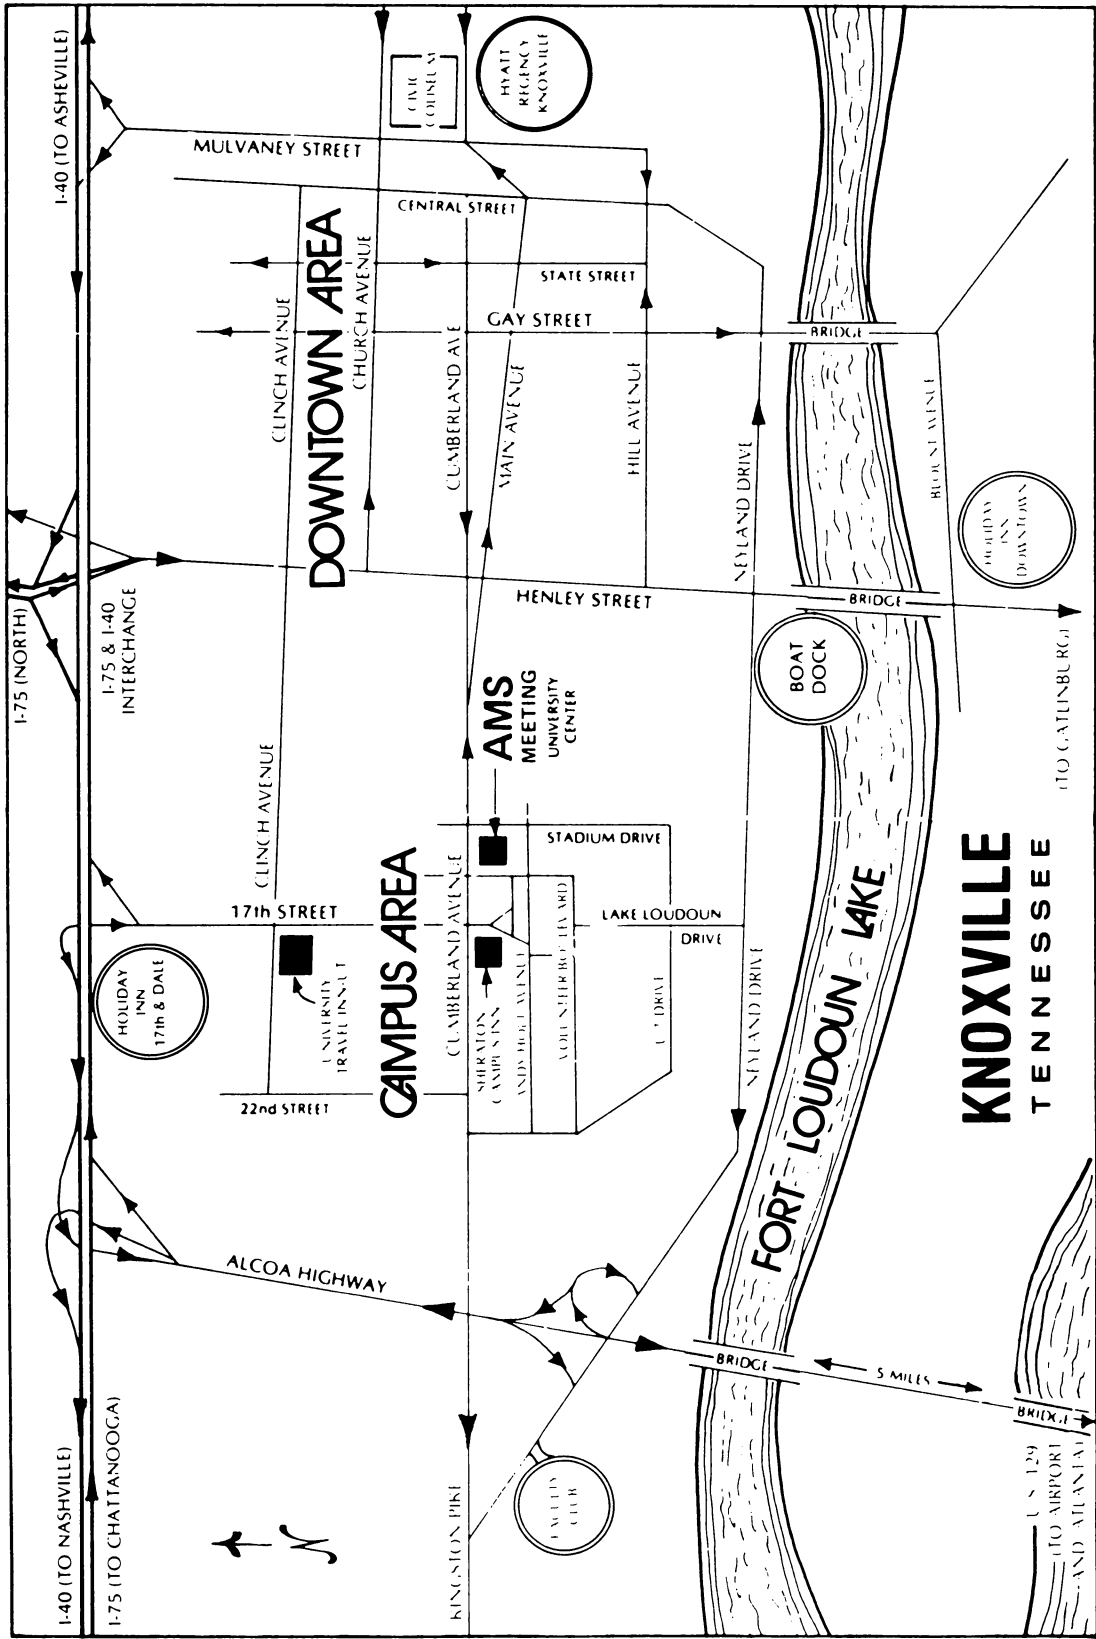 I-40 (TO ASHEVILLE)
I-75 (NORTH)
I-75 & I-40
INTERCHANGE
I-40 (TO NASHVILLE)
I-75 (TO CHATTANOOGA)
MULVANEY STREET
CIVIC
COLISEUM
HYATT
REGENCY
KNOXVILLE
CENTRAL STREET
STATE STREET
GAY STREET
CLINCH AVENUE
DOWNTOWN AREA
CHURCH AVENUE
CUMBERLAND AVE
MAIN AVENUE
HILL AVENUE
NEYLAND DRIVE
BRIDGE
BLOUNT AVENUE
HOLIDAY
INN
DOWNTOWN
HENLEY STREET
BRIDGE
(TO GATLINBURG)
BOAT
DOCK
AMS
MEETING
UNIVERSITY
CENTER
CLINCH AVENUE
CAMPUS AREA
CUMBERLAND AVENUE
STADIUM DRIVE
17th STREET
LAKE LOUDOUN
DRIVE
HOLIDAY
INN
17th & DALE
UNIVERSITY
TRAVEL INN-UT
SHERATON
CAMPUS INN
ANDY HOLT AVENUE
VOLUNTEER BOULEVARD
DRIVE
NEYLAND DRIVE
22nd STREET
FORT LOUDOUN LAKE
KNOXVILLE
TENNESSEE
ALCOA HIGHWAY
BRIDGE
5 MILES
BRIDGE
KINGSTON PIKE
FACULTY
CLUB
N
U.S. 129
(TO AIRPORT
AND ATLANTA)